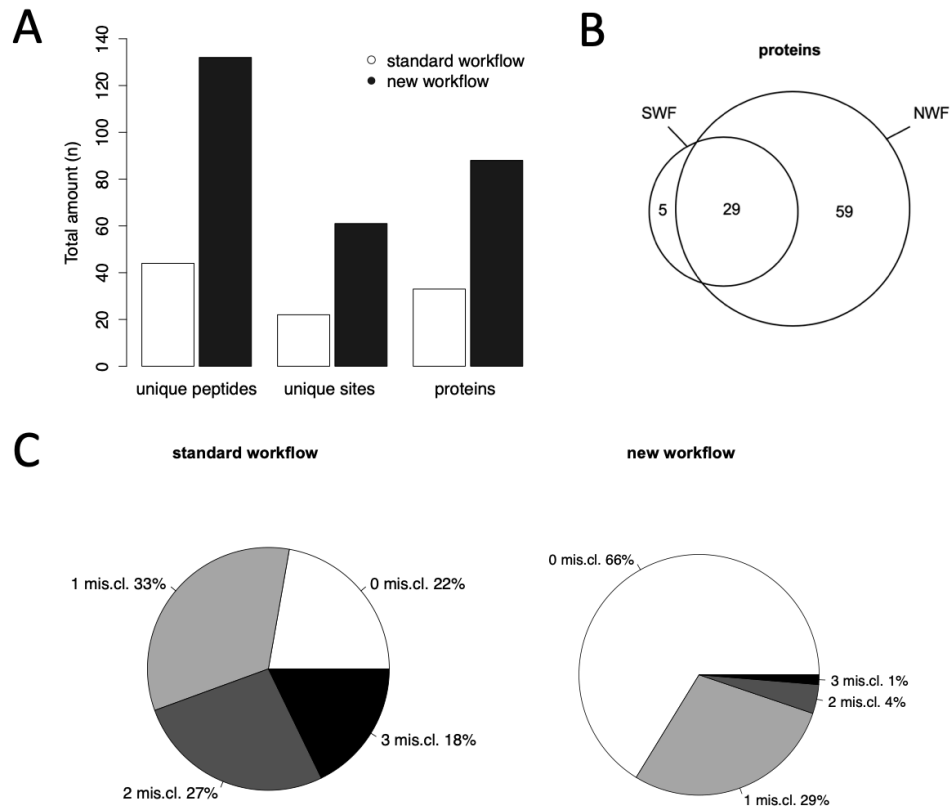 A
140
120
100
80
60
40
20
0
Total amount (n)
standard workflow
new workflow
unique peptides unique sites proteins
B
proteins
SWF NWF
5 29 59
C
standard workflow
1 mis.cl. 33%
0 mis.cl. 22%
3 mis.cl. 18%
2 mis.cl. 27%
new workflow
0 mis.cl. 66%
3 mis.cl. 1%
2 mis.cl. 4%
1 mis.cl. 29%